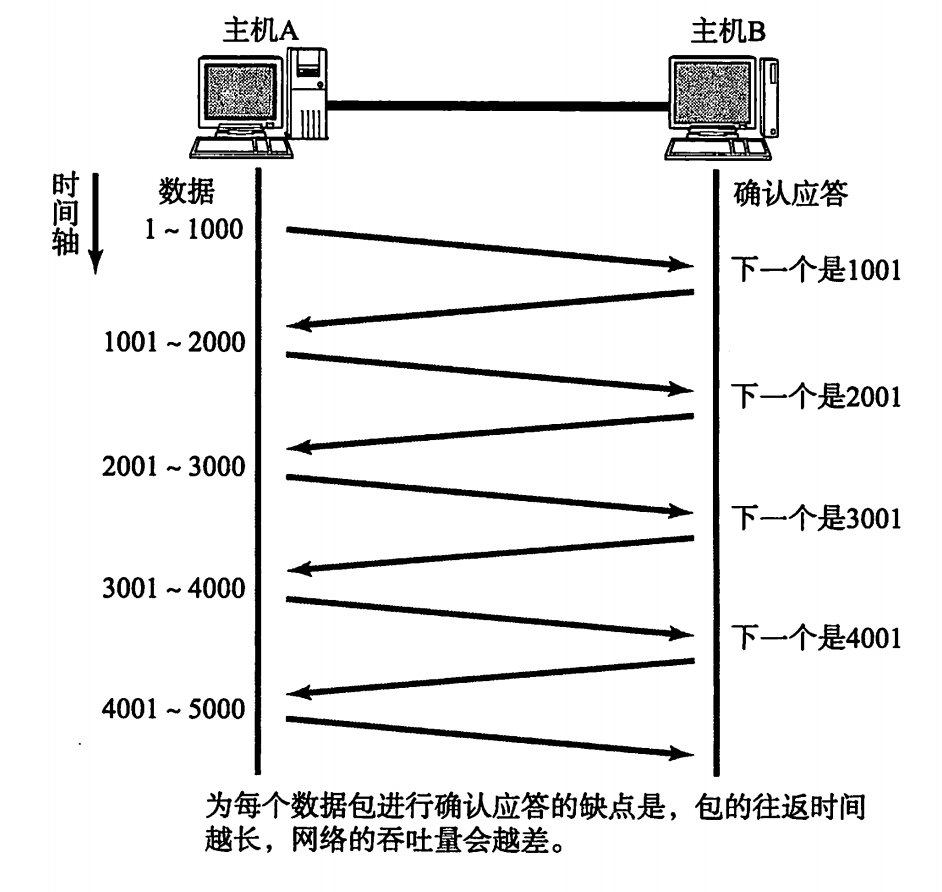 主机A
主机B
时间轴
数据
确认应答
1 ~ 1000
下一个是1001
1001 ~ 2000
下一个是2001
2001 ~ 3000
下一个是3001
3001 ~ 4000
下一个是4001
4001 ~ 5000
为每个数据包进行确认应答的缺点是，包的往返时间
越长，网络的吞吐量会越差。